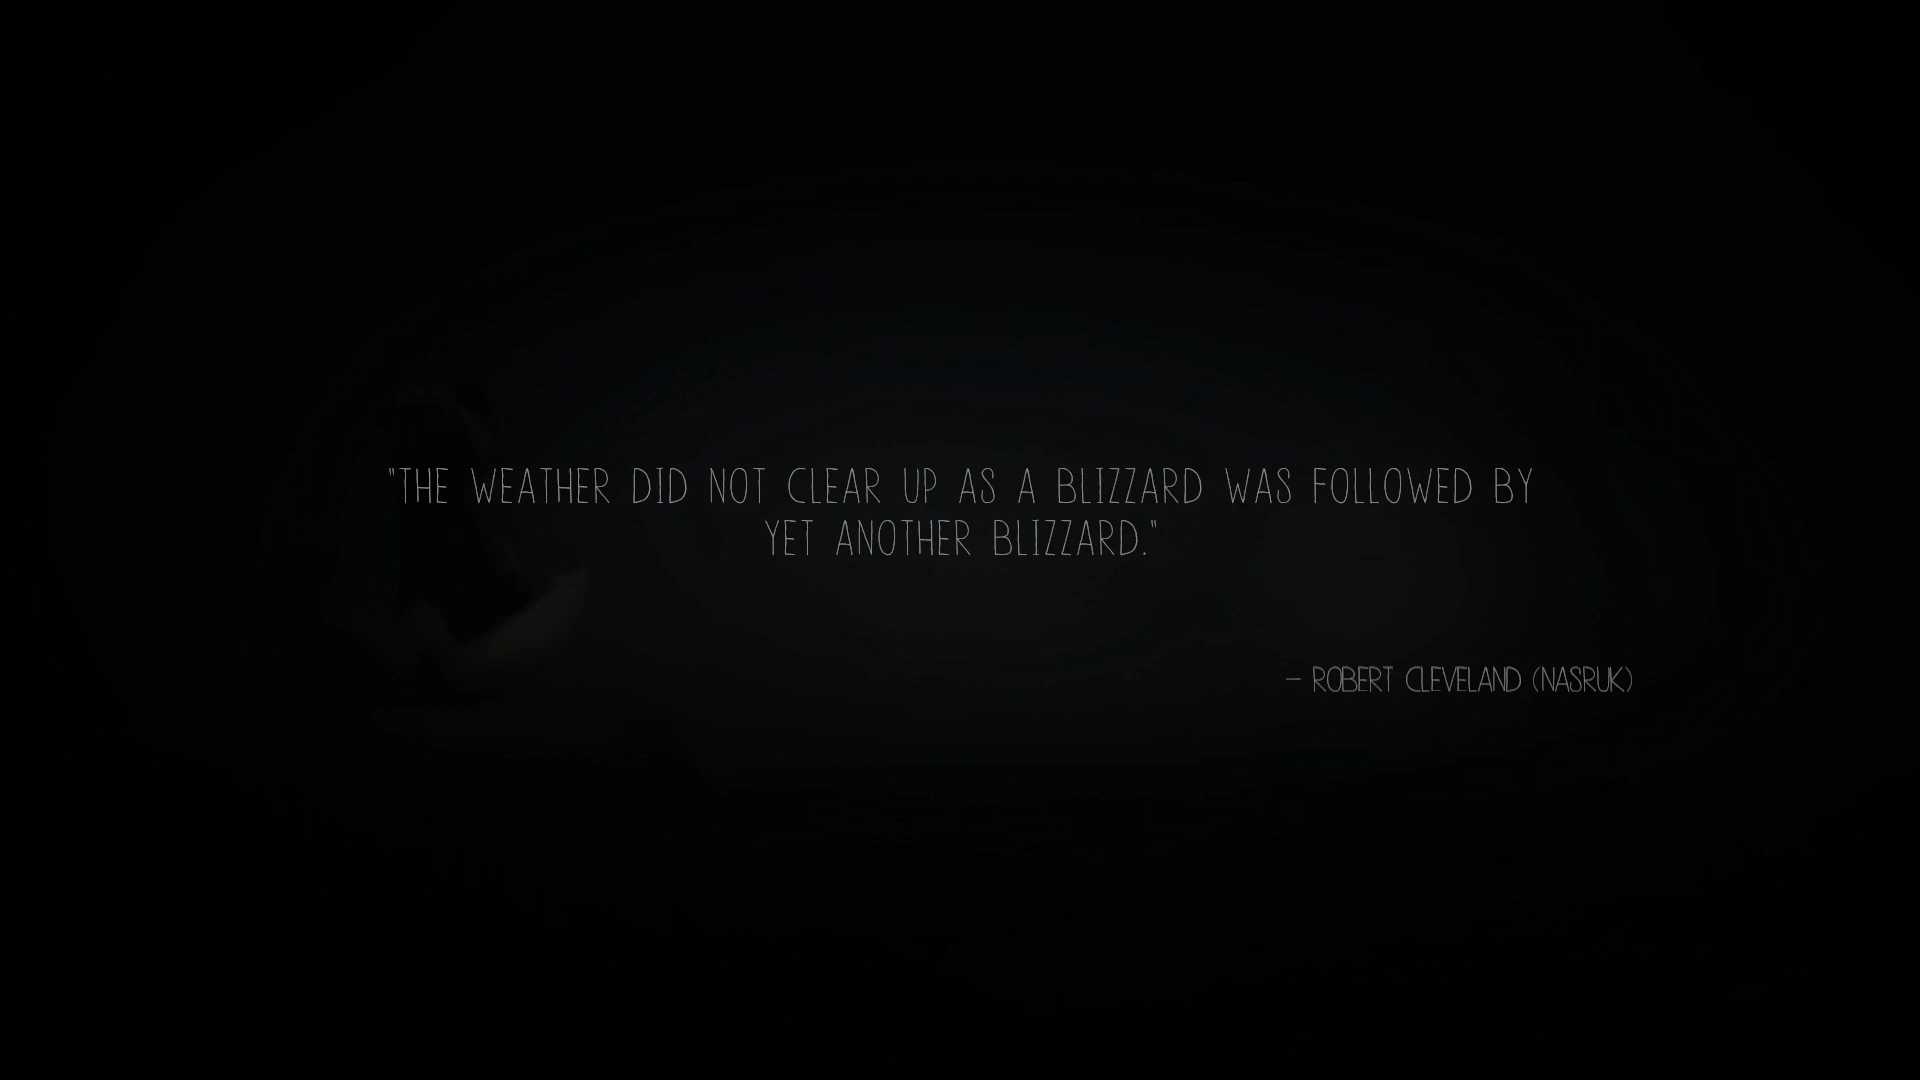 "THE WEATHER DID NOT CLEAR UP AS A BLIZZARD WAS FOLLOWED BY
YET ANOTHER BLIZZARD."
– ROBERT CLEVELAND (NASRUK)